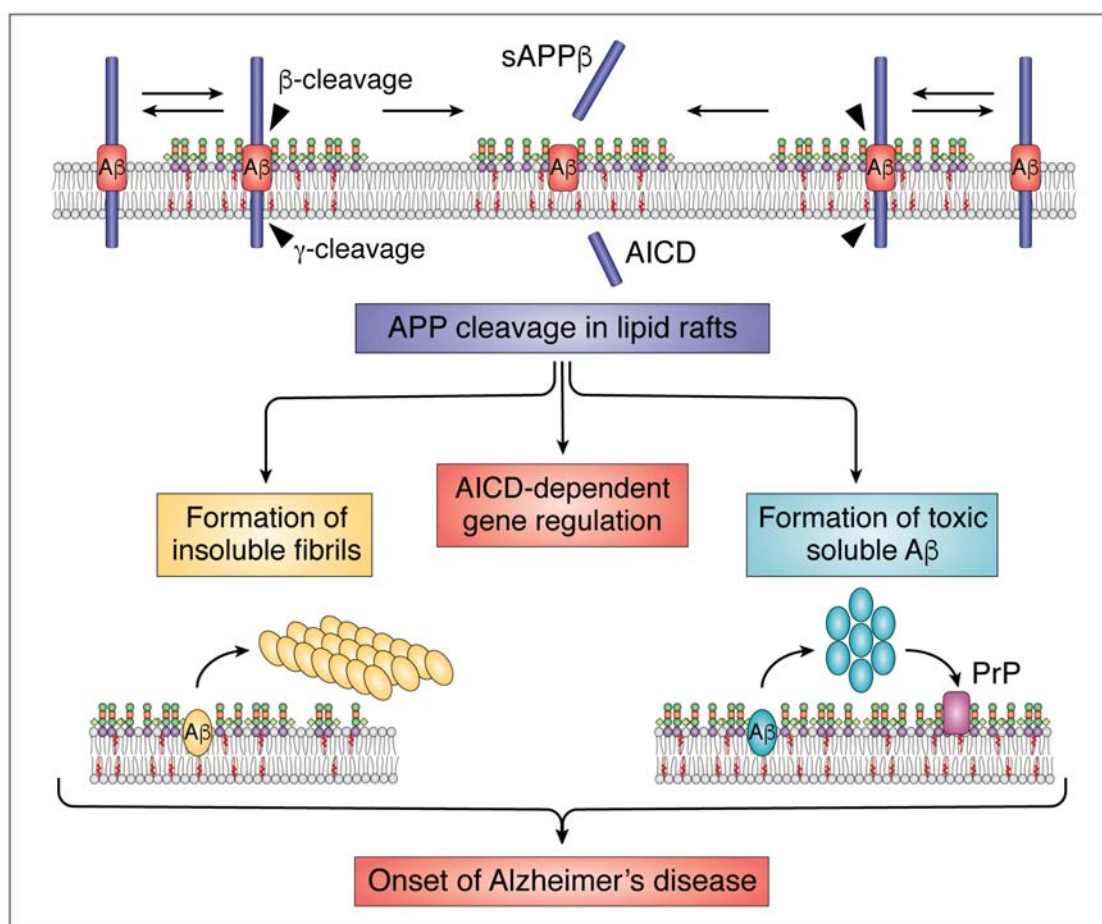 sAPPβ
β-cleavage
Aβ
Aβ
Aβ
Aβ
Aβ
γ-cleavage
AICD
APP cleavage in lipid rafts
AICD-dependent
gene regulation
Formation of
insoluble fibrils
Formation of toxic
soluble Aβ
PrP
Aβ
Aβ
Onset of Alzheimer's disease